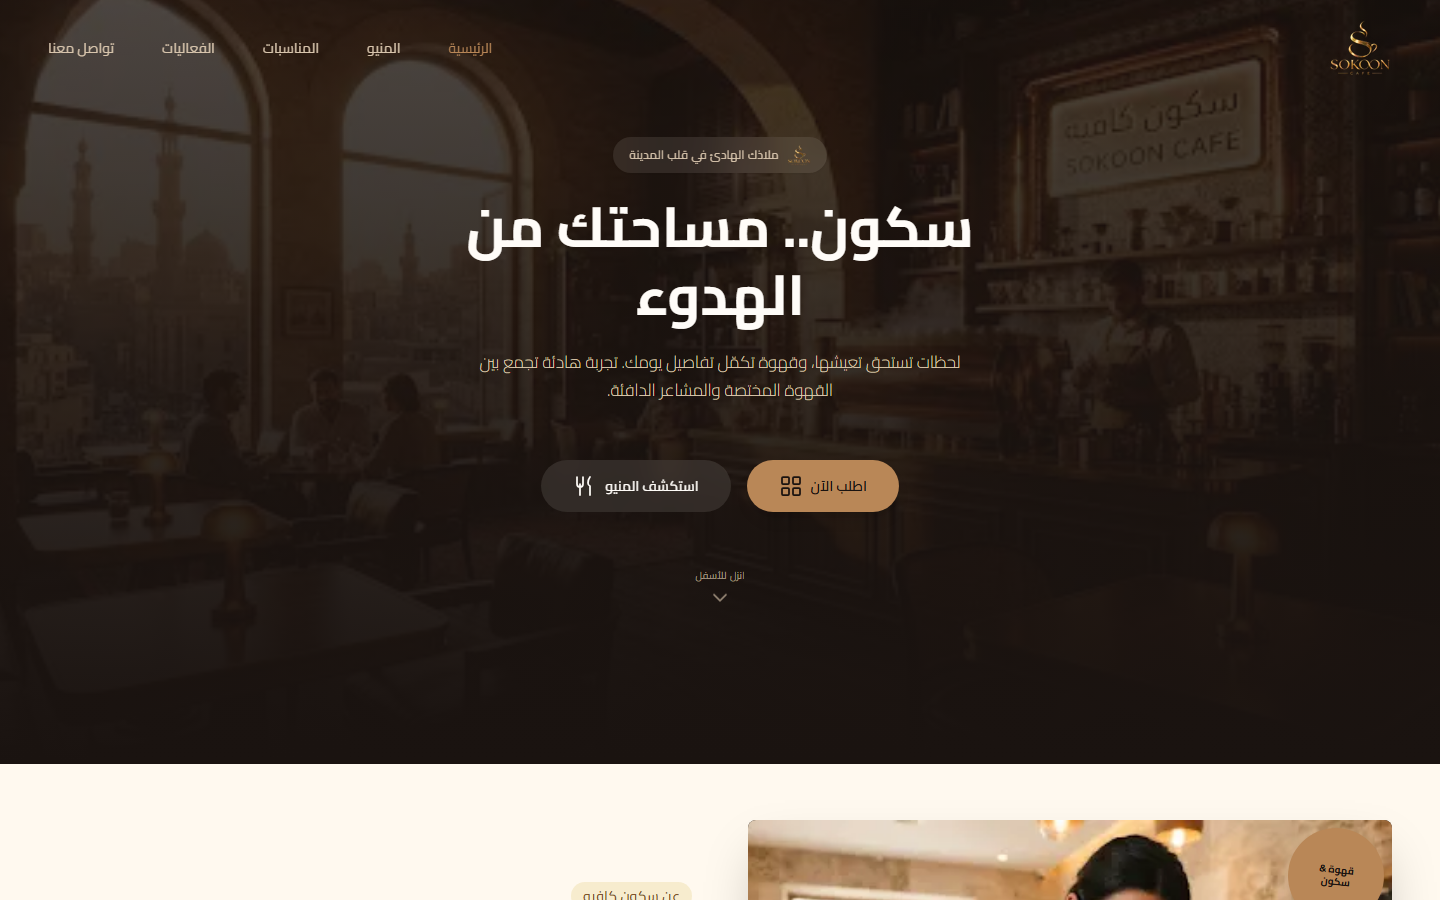 SOKOON
CAFE
الرئيسية
المنيو
المناسبات
الفعاليات
تواصل معنا
سكون كافيه
SOKOON CAFE
ملاذك الهادئ في قلب المدينة
سكون.. مساحتك من
الهدوء
لحظات تستحق تعيشها، وقهوة تكمّل تفاصيل يومك. تجربة هادئة تجمع بين
القهوة المختصة والمشاعر الدافئة.
اطلب الآن
استكشف المنيو
انزل للأسفل
قهوة &
سكون
عن سكون كافيه